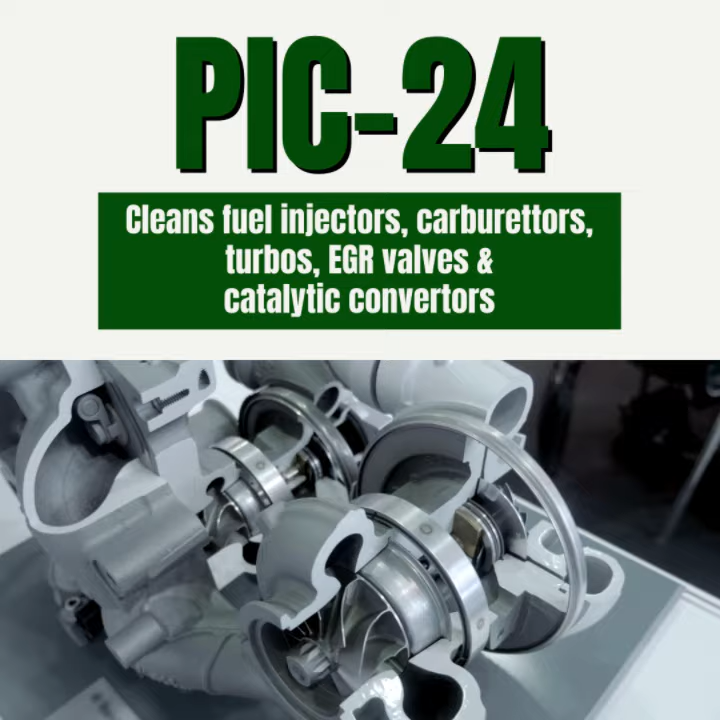 PIC-24
Cleans fuel injectors, carburettors,
turbos, EGR valves &
catalytic convertors